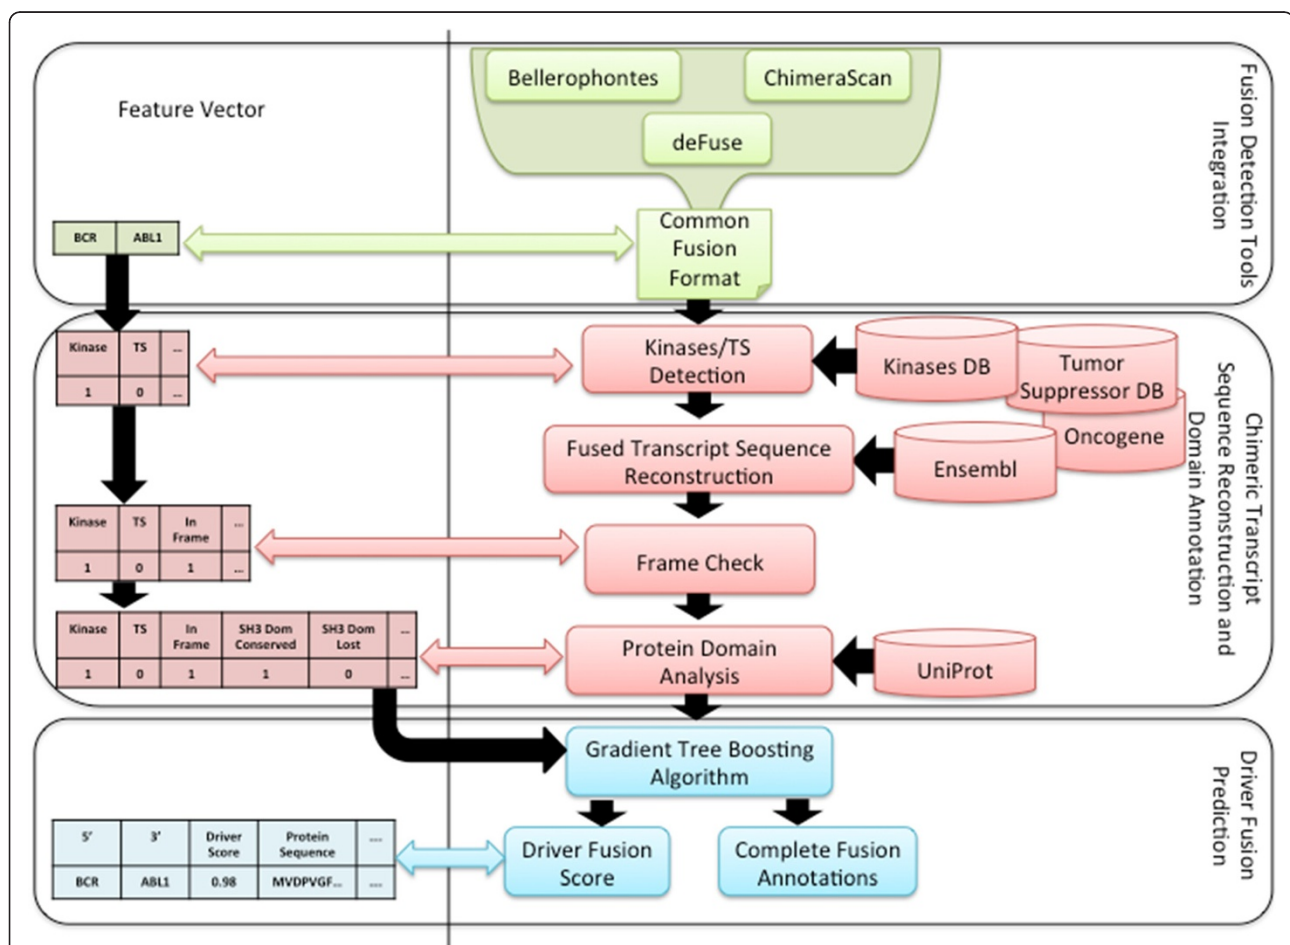 Feature Vector
Bellerophontes
ChimeraScan
deFuse
Common
Fusion
Format
BCR ABL1
Fusion Detection Tools
Integration
Kinase TS ...
1 0 ...
Kinases/TS
Detection
Kinases DB
Tumor
Suppressor DB
Oncogene
Fused Transcript Sequence
Reconstruction
Ensembl
Kinase TS In
Frame ...
1 0 1 ...
Frame Check
Kinase TS In
Frame SH3 Dom
Conserved SH3 Dom
Lost ...
1 0 1 1 0 ...
Protein Domain
Analysis
UniProt
Chimeric Transcript
Sequence Reconstruction and
Domain Annotation
Gradient Tree Boosting
Algorithm
5' 3' Driver
Score Protein
Sequence ....
BCR ABL1 0.98 MVDPVGF... ....
Driver Fusion
Score
Complete Fusion
Annotations
Driver Fusion
Prediction